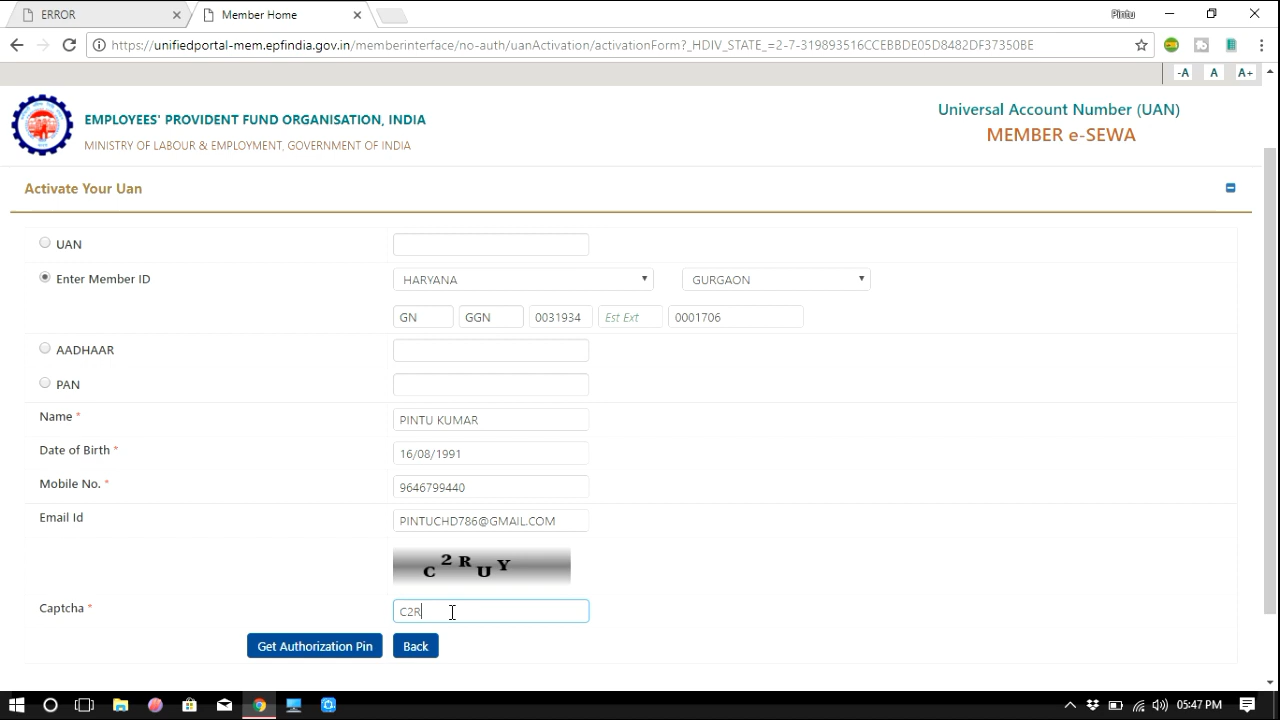 ERROR
Member Home
Pintu
https://unifiedportal-mem.epfindia.gov.in/memberinterface/no-auth/uanActivation/activationForm?_HDIV_STATE_=2-7-319893516CCEBBDE05D8482DF37350BE
-A A A+
EMPLOYEES' PROVIDENT FUND ORGANISATION, INDIA
MINISTRY OF LABOUR & EMPLOYMENT, GOVERNMENT OF INDIA
Universal Account Number (UAN)
MEMBER e-SEWA
Activate Your Uan
UAN
Enter Member ID HARYANA GURGAON
GN GGN 0031934 Est Ext 0001706
AADHAAR
PAN
Name * PINTU KUMAR
Date of Birth * 16/08/1991
Mobile No. * 9646799440
Email Id PINTUCHD786@GMAIL.COM
C2RUY
Captcha * C2R
Get Authorization Pin Back
05:47 PM